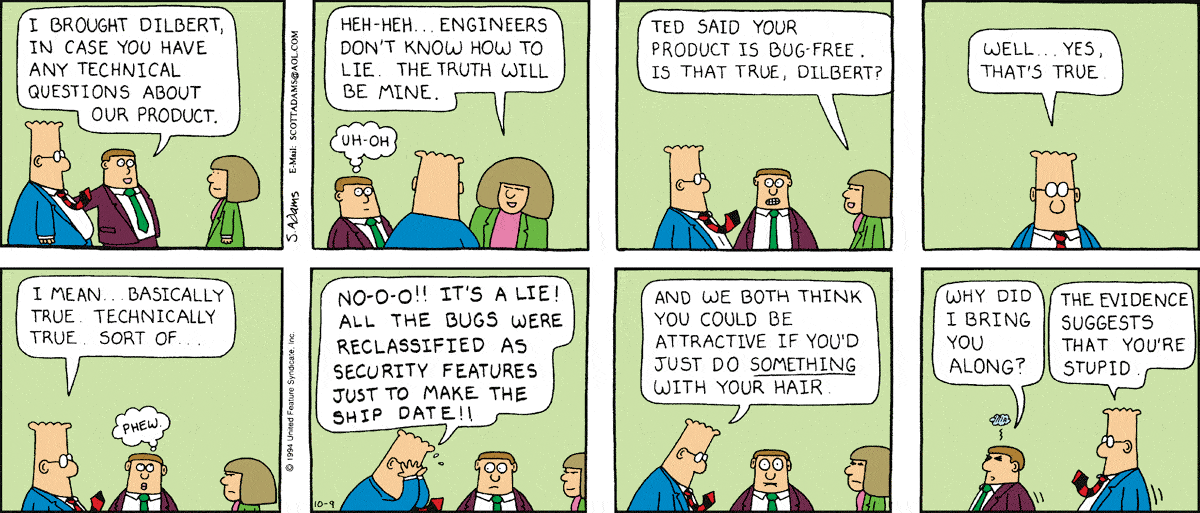 I BROUGHT DILBERT,
IN CASE YOU HAVE
ANY TECHNICAL
QUESTIONS ABOUT
OUR PRODUCT.
S.Adams
E-Mail: SCOTTADAMS@AOL.COM
HEH-HEH... ENGINEERS
DON'T KNOW HOW TO
LIE. THE TRUTH WILL
BE MINE.
UH-OH
TED SAID YOUR
PRODUCT IS BUG-FREE.
IS THAT TRUE, DILBERT?
WELL... YES,
THAT'S TRUE.
I MEAN... BASICALLY
TRUE. TECHNICALLY
TRUE. SORT OF...
PHEW.
© 1994 United Feature Syndicate, Inc.
NO-O-O!! IT'S A LIE!
ALL THE BUGS WERE
RECLASSIFIED AS
SECURITY FEATURES
JUST TO MAKE THE
SHIP DATE!!
10-9
AND WE BOTH THINK
YOU COULD BE
ATTRACTIVE IF YOU'D
JUST DO SOMETHING
WITH YOUR HAIR.
WHY DID
I BRING
YOU
ALONG?
THE EVIDENCE
SUGGESTS
THAT YOU'RE
STUPID.